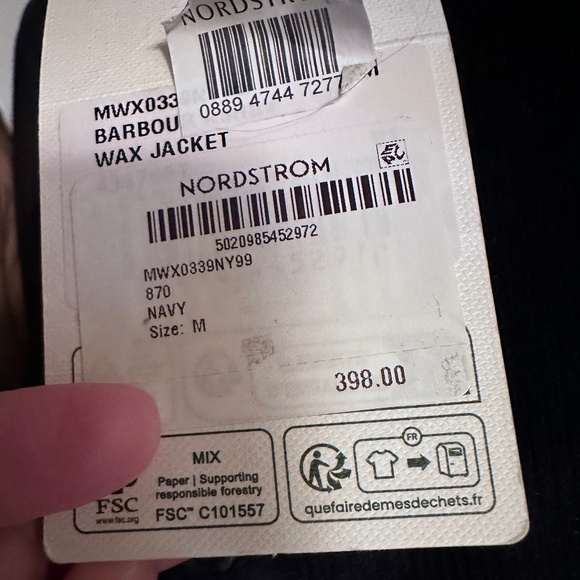 NORDSTROM
0889 4744 7277
MWX033
BARBOU
WAX JACKET
NORDSTROM
5020985452972
MWX0339NY99
870
NAVY
Size: M
398.00
MIX
Paper | Supporting
responsible forestry
FSC™ C101557
FSC
www.fsc.org
FR
quefairedemesdechets.fr